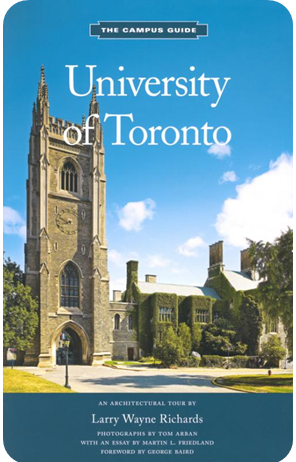 THE CAMPUS GUIDE
University
of Toronto
AN ARCHITECTURAL TOUR BY
Larry Wayne Richards
PHOTOGRAPHS BY TOM ARBAN
WITH AN ESSAY BY MARTIN L. FRIEDLAND
FOREWORD BY GEORGE BAIRD